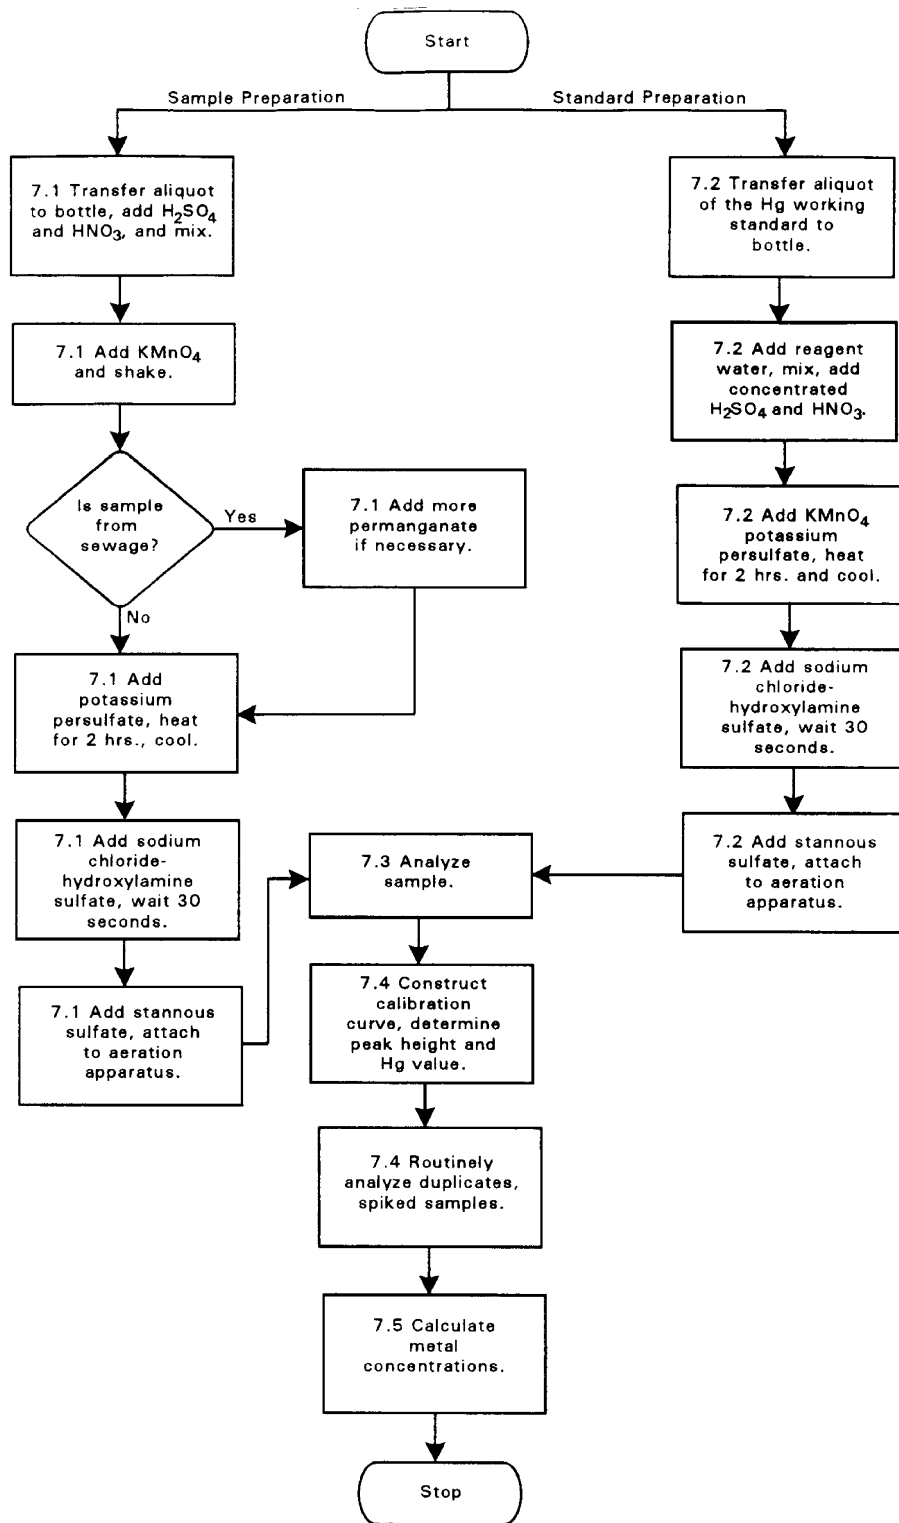 Start
Sample Preparation
Standard Preparation
7.1 Transfer aliquot
to bottle, add H₂SO₄
and HNO₃, and mix.
7.1 Add KMnO₄
and shake.
Is sample
from
sewage?
Yes
No
7.1 Add more
permanganate
if necessary.
7.1 Add
potassium
persulfate, heat
for 2 hrs., cool.
7.1 Add sodium
chloride-
hydroxylamine
sulfate, wait 30
seconds.
7.1 Add stannous
sulfate, attach
to aeration
apparatus.
7.2 Transfer aliquot
of the Hg working
standard to
bottle.
7.2 Add reagent
water, mix, add
concentrated
H₂SO₄ and HNO₃.
7.2 Add KMnO₄
potassium
persulfate, heat
for 2 hrs. and cool.
7.2 Add sodium
chloride-
hydroxylamine
sulfate, wait 30
seconds.
7.2 Add stannous
sulfate, attach
to aeration
apparatus.
7.3 Analyze
sample.
7.4 Construct
calibration
curve, determine
peak height and
Hg value.
7.4 Routinely
analyze duplicates,
spiked samples.
7.5 Calculate
metal
concentrations.
Stop